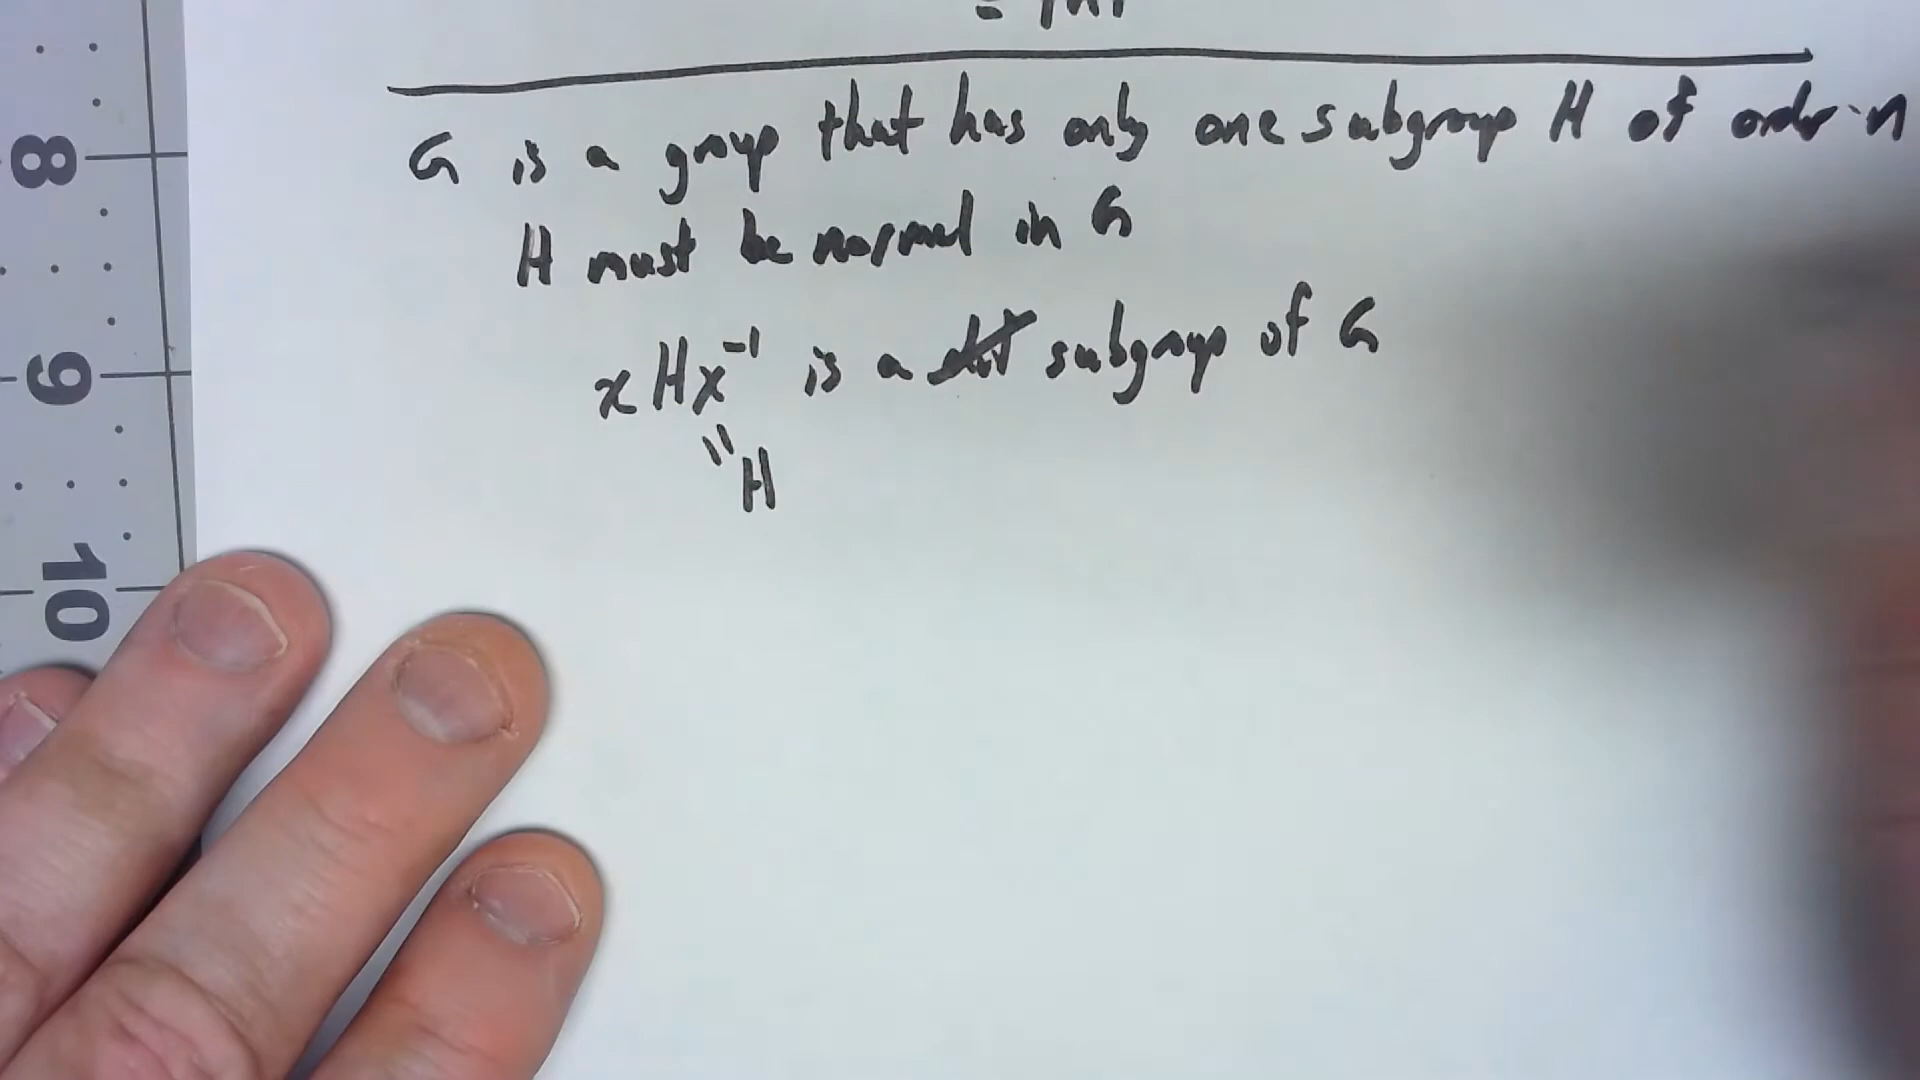 G is a group that has only one subgroup H of order n
H must be normal in G
x H x⁻¹ is a subgroup of G
" H
8
9
10